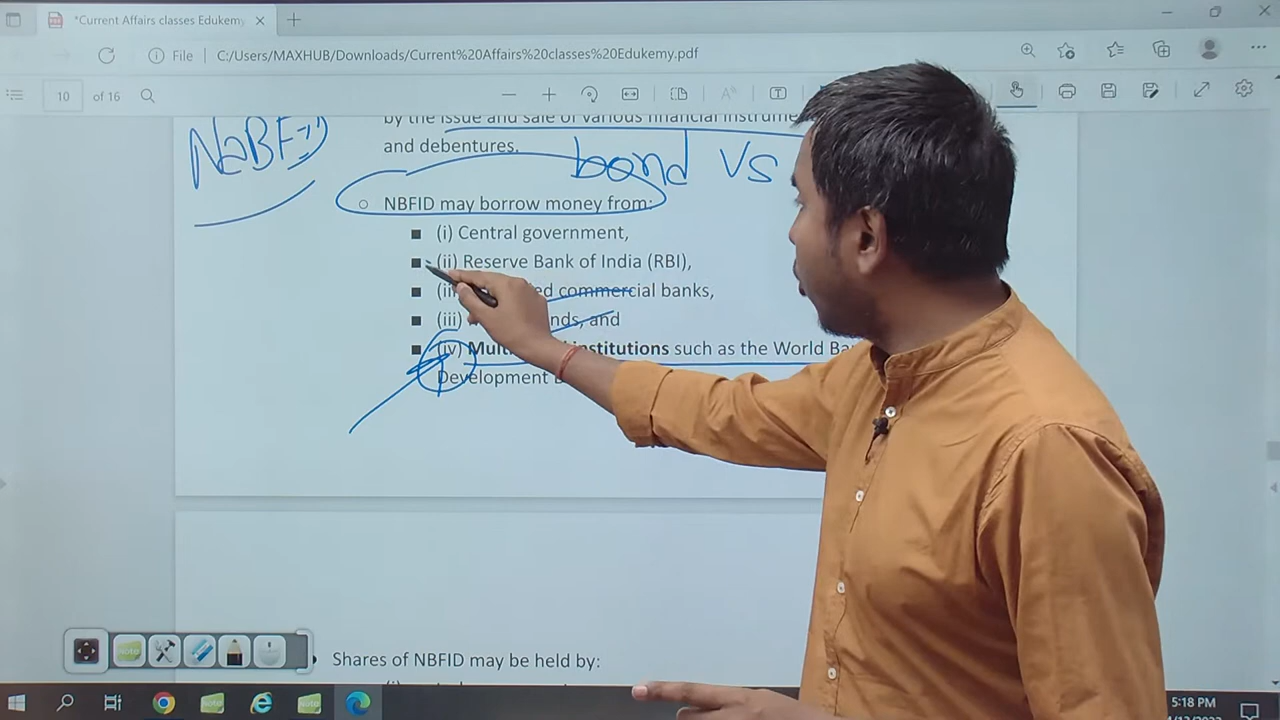 *Current Affairs classes Edukemy
File C:/Users/MAXHUB/Downloads/Current%20Affairs%20classes%20Edukemy.pdf
10 of 16
by the issue and sale of various financial
and debentures.
bond VS
NBFID may borrow money from:
(i) Central government,
(ii) Reserve Bank of India (RBI),
commercial banks,
(iii) and
(iv) institutions such as the World
Development
Shares of NBFID may be held by:
5:18 PM